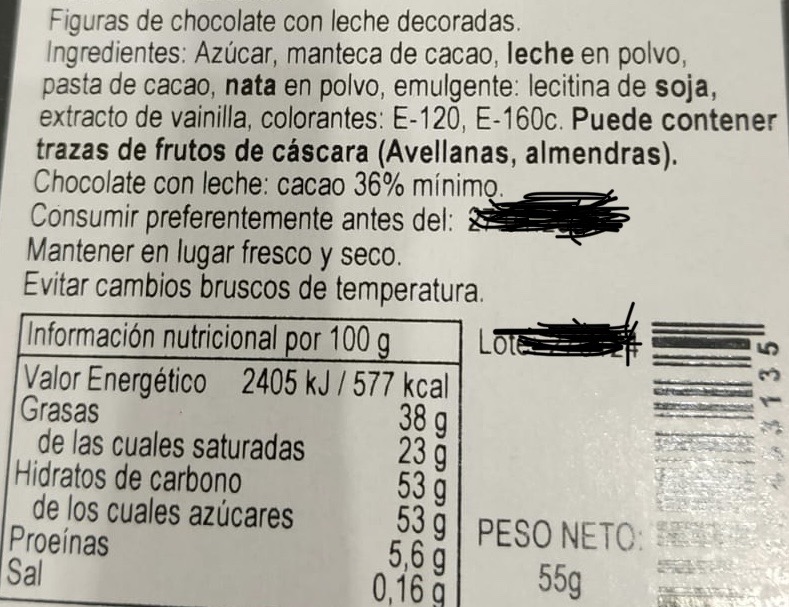 Figuras de chocolate con leche decoradas.
Ingredientes: Azúcar, manteca de cacao, leche en polvo,
pasta de cacao, nata en polvo, emulgente: lecitina de soja,
extracto de vainilla, colorantes: E-120, E-160c. Puede contener
trazas de frutos de cáscara (Avellanas, almendras).
Chocolate con leche: cacao 36% mínimo.
Consumir preferentemente antes del:
Mantener en lugar fresco y seco.
Evitar cambios bruscos de temperatura.
Información nutricional por 100 g
Valor Energético 2405 kJ / 577 kcal
Grasas 38 g
de las cuales saturadas 23 g
Hidratos de carbono 53 g
de los cuales azúcares 53 g
Proeínas 5,6 g
Sal 0,16 g
Lote
PESO NETO:
55g
3135